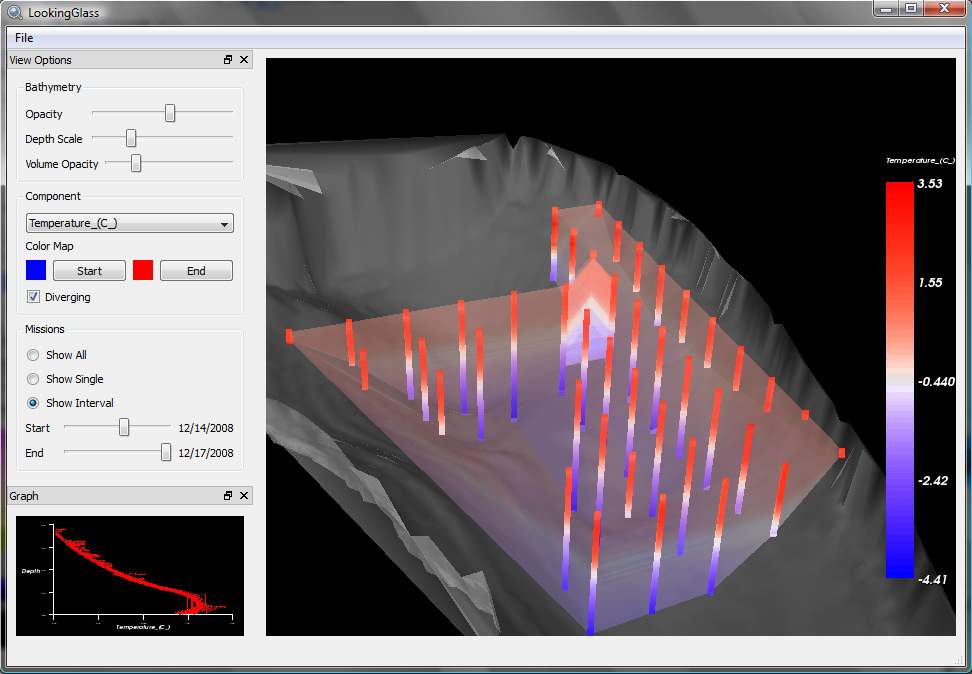 LookingGlass
File
View Options
Bathymetry
Opacity
Depth Scale
Volume Opacity
Component
Temperature_(C_)
Color Map
Start
End
Diverging
Missions
Show All
Show Single
Show Interval
Start 12/14/2008
End 12/17/2008
Graph
Depth
Temperature_(C_)
Temperature_(C_)
3.53
1.55
-0.440
-2.42
-4.41